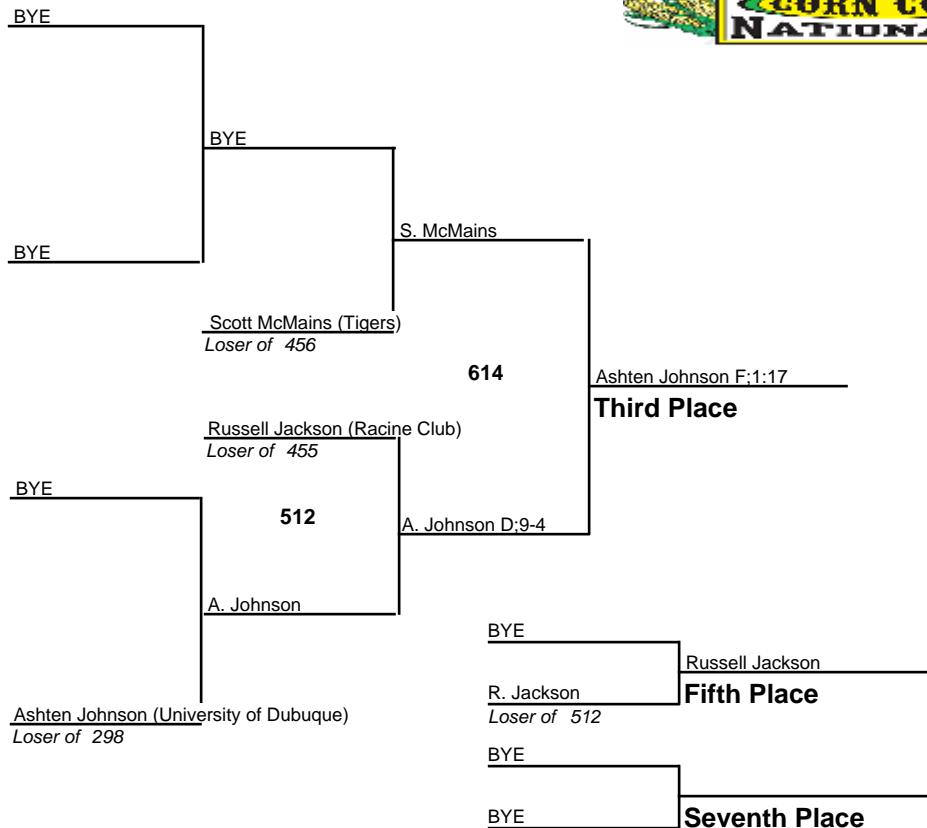 BYE
BYE
BYE
S. McMains
Scott McMains (Tigers)
Loser of 456
614
Ashten Johnson F;1:17
Third Place
Russell Jackson (Racine Club)
Loser of 455
BYE
512
A. Johnson D;9-4
A. Johnson
Ashten Johnson (University of Dubuque)
Loser of 298
BYE
Russell Jackson
R. Jackson
Fifth Place
Loser of 512
BYE
BYE
Seventh Place
CORN